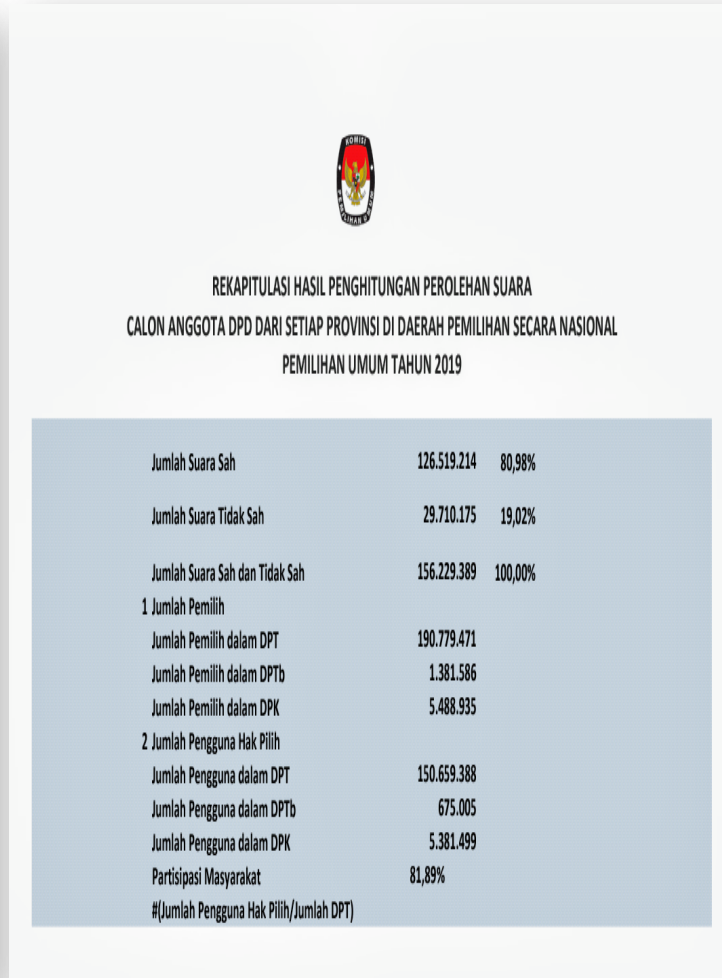 KOMISI
PEMILIHAN UMUM
REKAPITULASI HASIL PENGHITUNGAN PEROLEHAN SUARA
CALON ANGGOTA DPD DARI SETIAP PROVINSI DI DAERAH PEMILIHAN SECARA NASIONAL
PEMILIHAN UMUM TAHUN 2019
Jumlah Suara Sah 126.519.214 80,98%
Jumlah Suara Tidak Sah 29.710.175 19,02%
Jumlah Suara Sah dan Tidak Sah 156.229.389 100,00%
1 Jumlah Pemilih
Jumlah Pemilih dalam DPT 190.779.471
Jumlah Pemilih dalam DPTb 1.381.586
Jumlah Pemilih dalam DPK 5.488.935
2 Jumlah Pengguna Hak Pilih
Jumlah Pengguna dalam DPT 150.659.388
Jumlah Pengguna dalam DPTb 675.005
Jumlah Pengguna dalam DPK 5.381.499
Partisipasi Masyarakat 81,89%
#(Jumlah Pengguna Hak Pilih/Jumlah DPT)